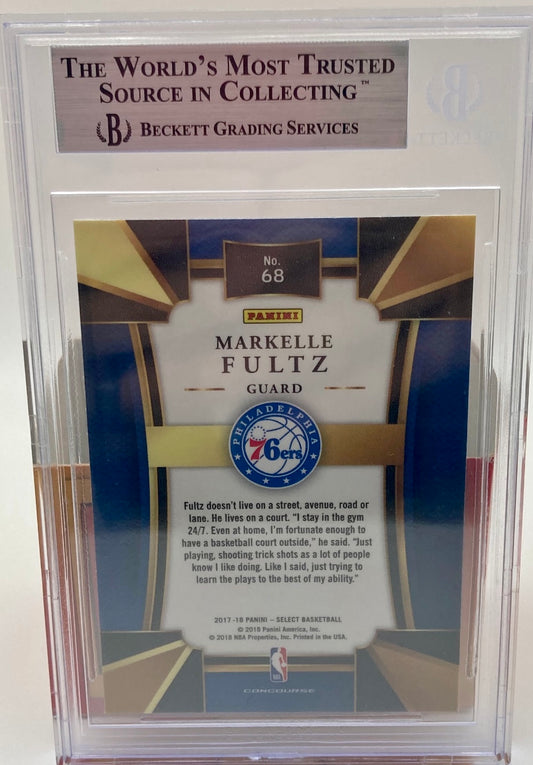 THE WORLD'S MOST TRUSTED
SOURCE IN COLLECTING™
B BECKETT GRADING SERVICES
No.
68
PANINI
MARKELLE
FULTZ
GUARD
PHILADELPHIA
76ers
Fultz doesn't live on a street, avenue, road or
lane. He lives on a court. "I stay in the gym
24/7. Even at home, I'm fortunate enough to
have a basketball court outside," he said. "Just
playing, shooting trick shots as a lot of people
know I like doing. Like I said, just trying to
learn the plays to the best of my ability."
2017-18 PANINI – SELECT BASKETBALL
© 2018 Panini America, Inc.
© 2018 NBA Properties, Inc. Printed in the USA.
NBA
CONCOURSE